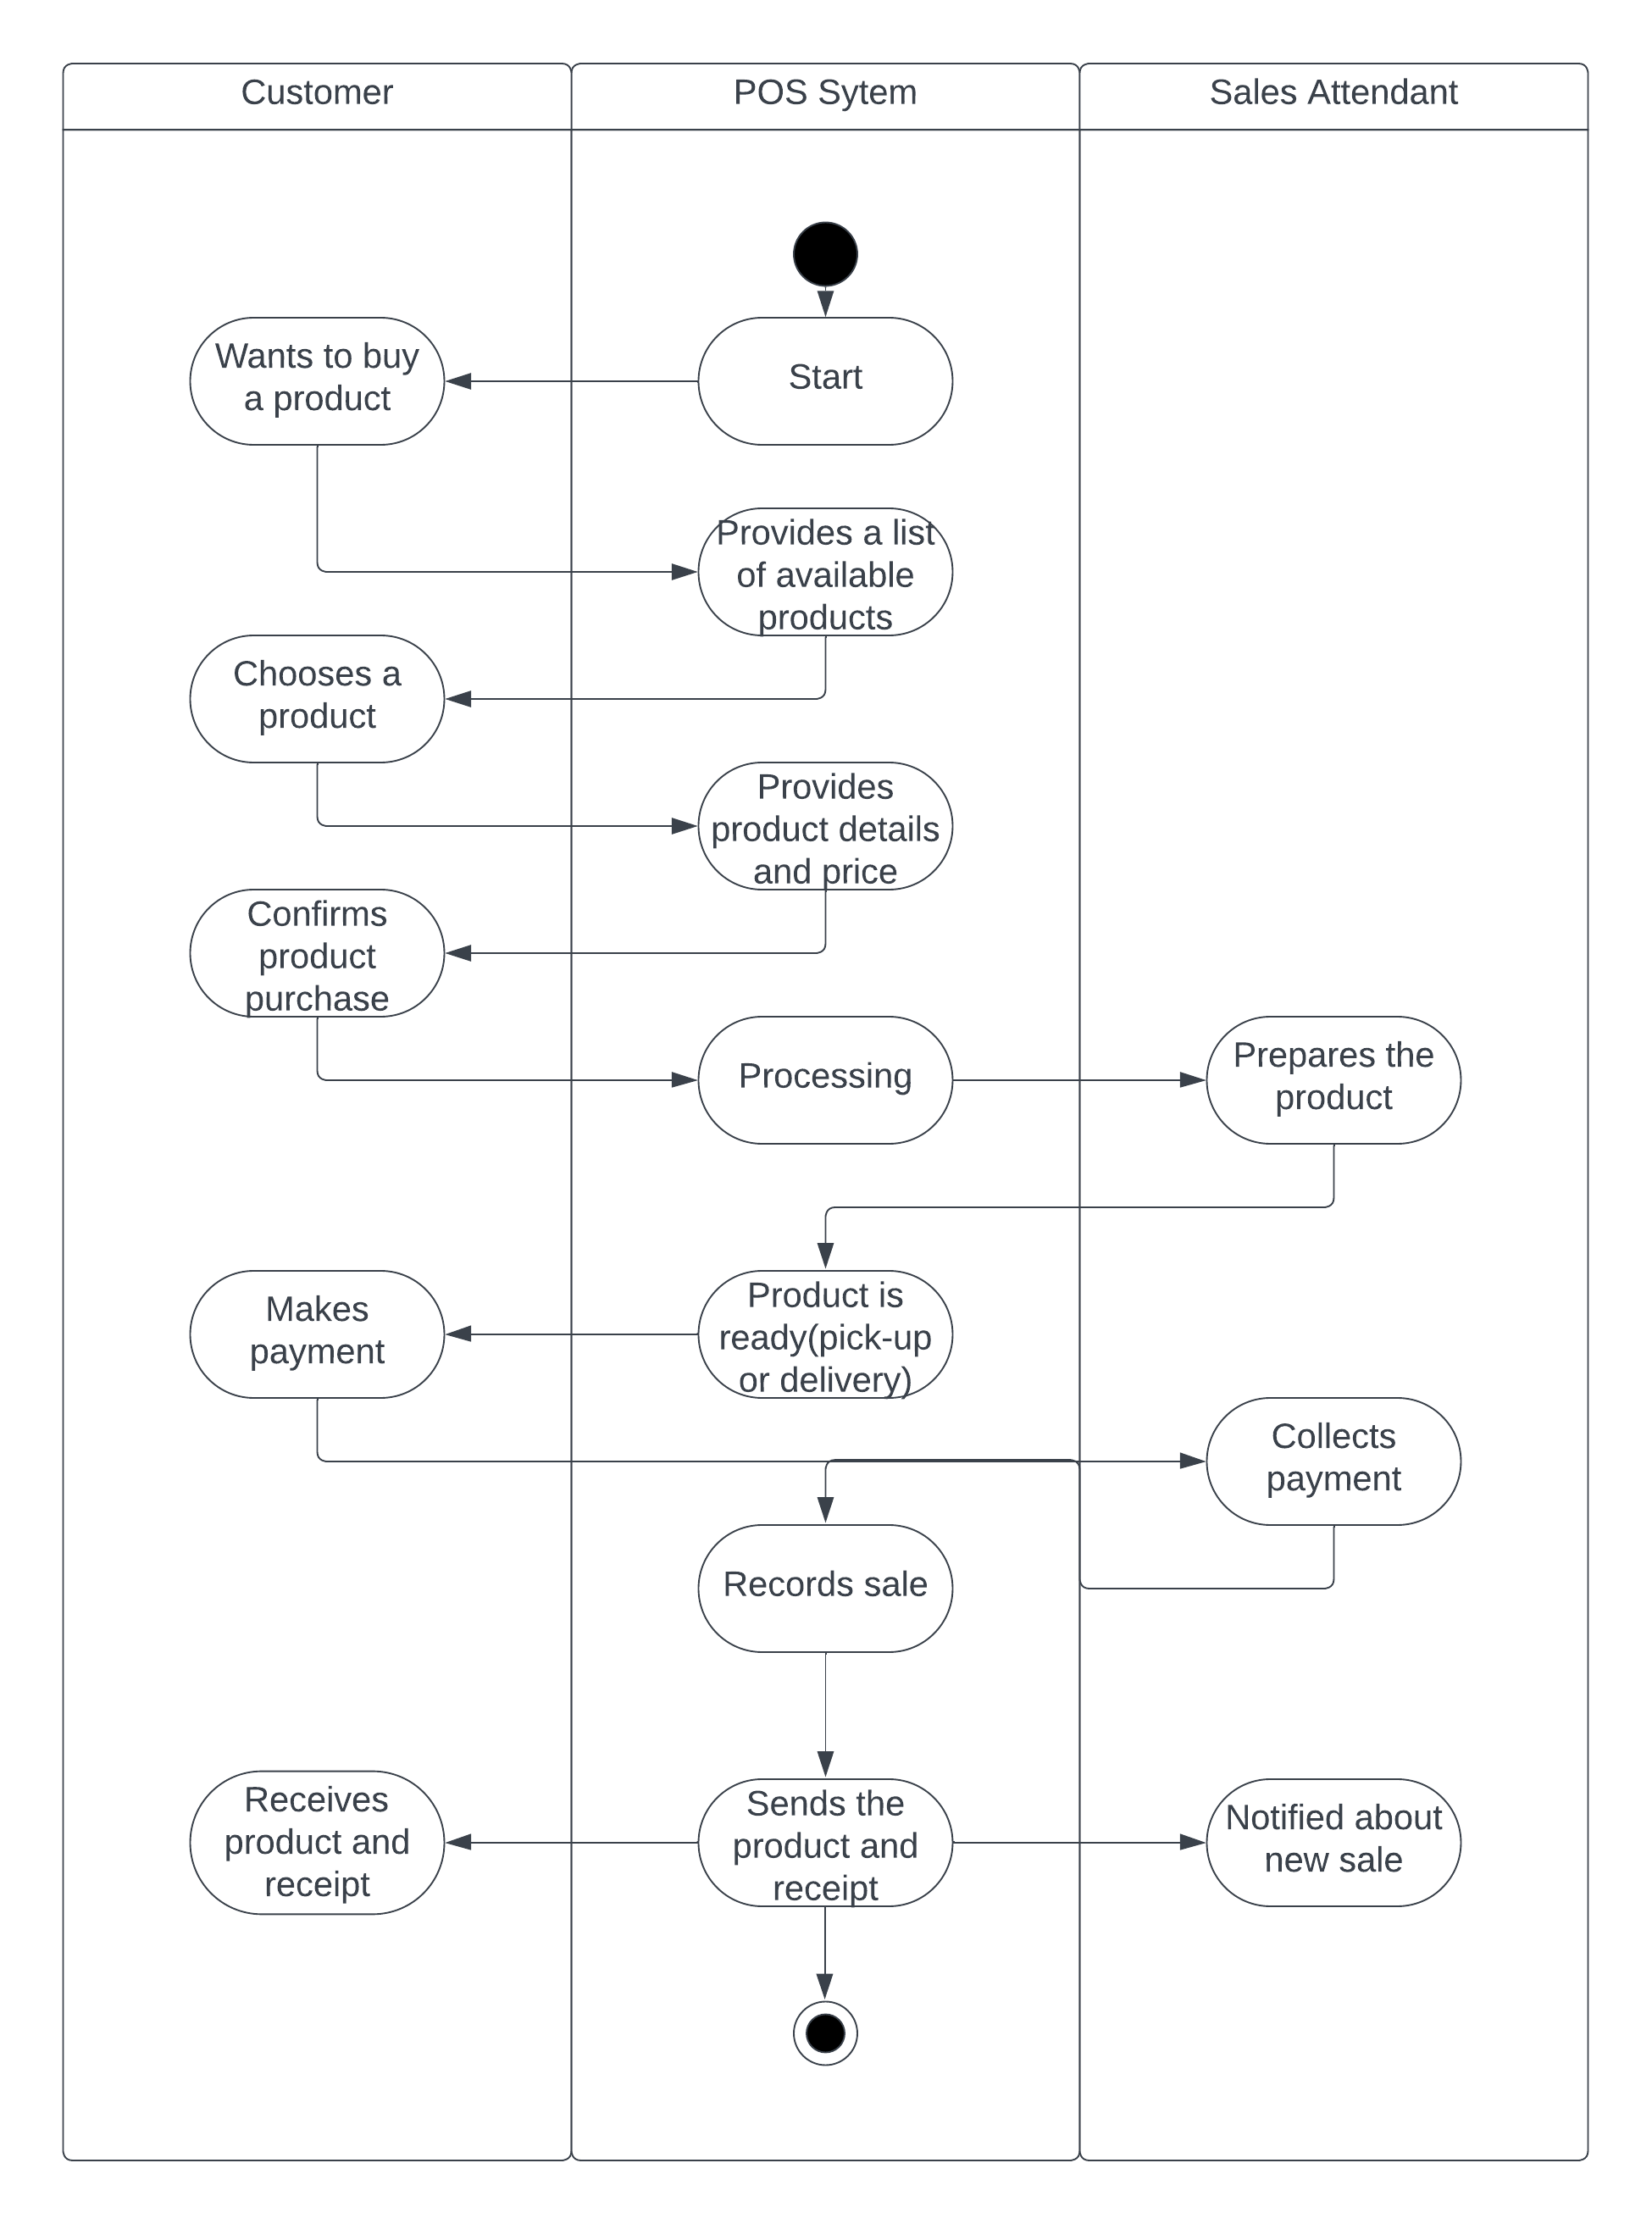 Customer
POS Sytem
Sales Attendant
Wants to buy
a product
Start
Provides a list
of available
products
Chooses a
product
Provides
product details
and price
Confirms
product
purchase
Processing
Prepares the
product
Makes
payment
Product is
ready(pick-up
or delivery)
Collects
payment
Records sale
Receives
product and
receipt
Sends the
product and
receipt
Notified about
new sale